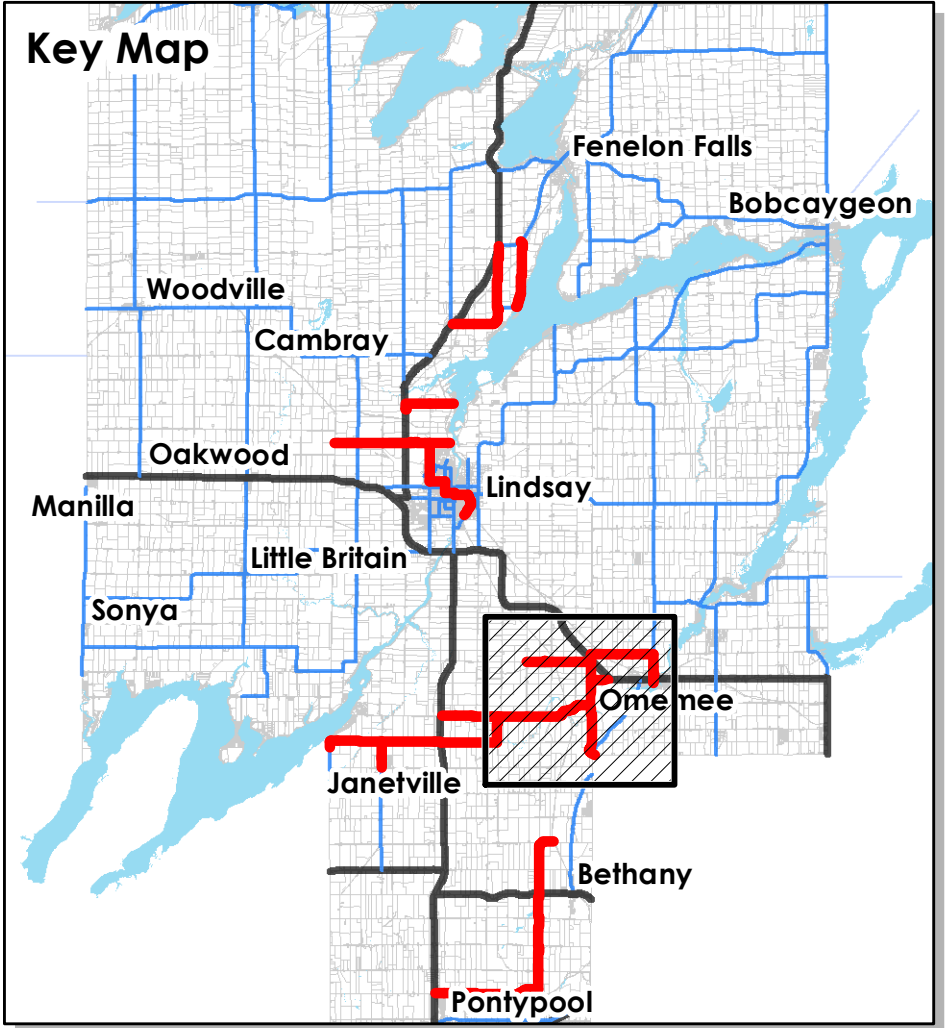 Key Map
Fenelon Falls
Bobcaygeon
Woodville
Cambray
Oakwood
Lindsay
Manilla
Little Britain
Sonya
Omemee
Janetville
Bethany
Pontypool